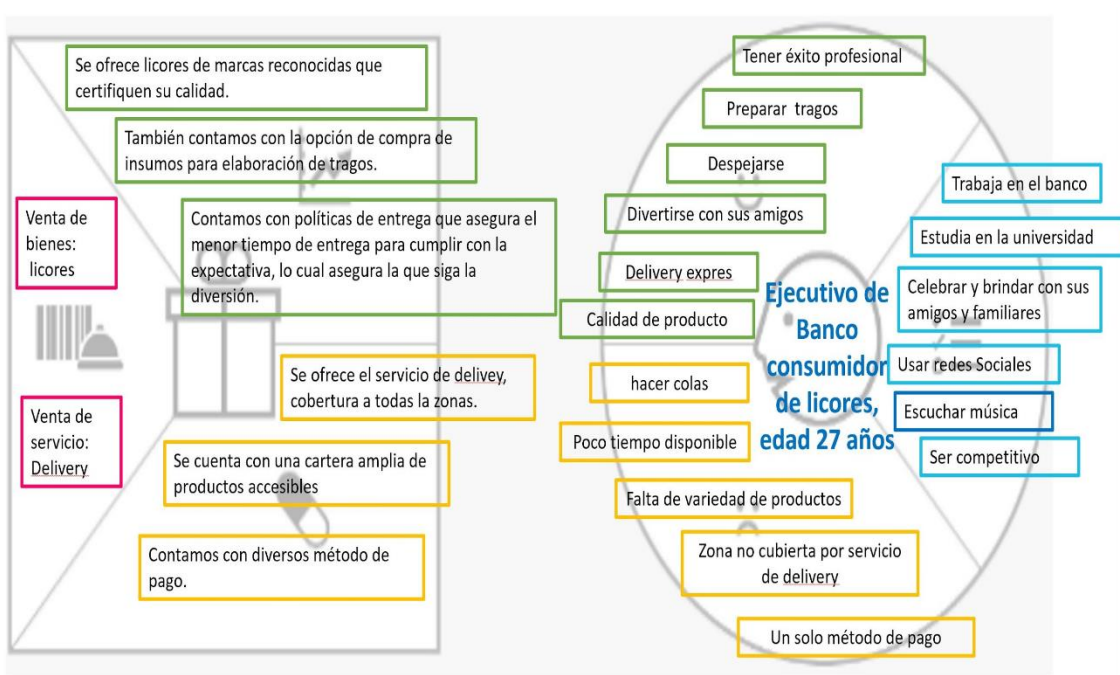 Se ofrece licores de marcas reconocidas que
certifiquen su calidad.
También contamos con la opción de compra de
insumos para elaboración de tragos.
Venta de
bienes:
licores
Contamos con políticas de entrega que asegura el
menor tiempo de entrega para cumplir con la
expectativa, lo cual asegura la que siga la
diversión.
Se ofrece el servicio de delivey,
cobertura a todas la zonas.
Venta de
servicio:
Delivery
Se cuenta con una cartera amplia de
productos accesibles
Contamos con diversos método de
pago.
Tener éxito profesional
Preparar tragos
Despejarse
Divertirse con sus amigos
Delivery expres
Calidad de producto
hacer colas
Poco tiempo disponible
Falta de variedad de productos
Zona no cubierta por servicio
de delivery
Un solo método de pago
Ejecutivo de
Banco
consumidor
de licores,
edad 27 años
Trabaja en el banco
Estudia en la universidad
Celebrar y brindar con sus
amigos y familiares
Usar redes Sociales
Escuchar música
Ser competitivo